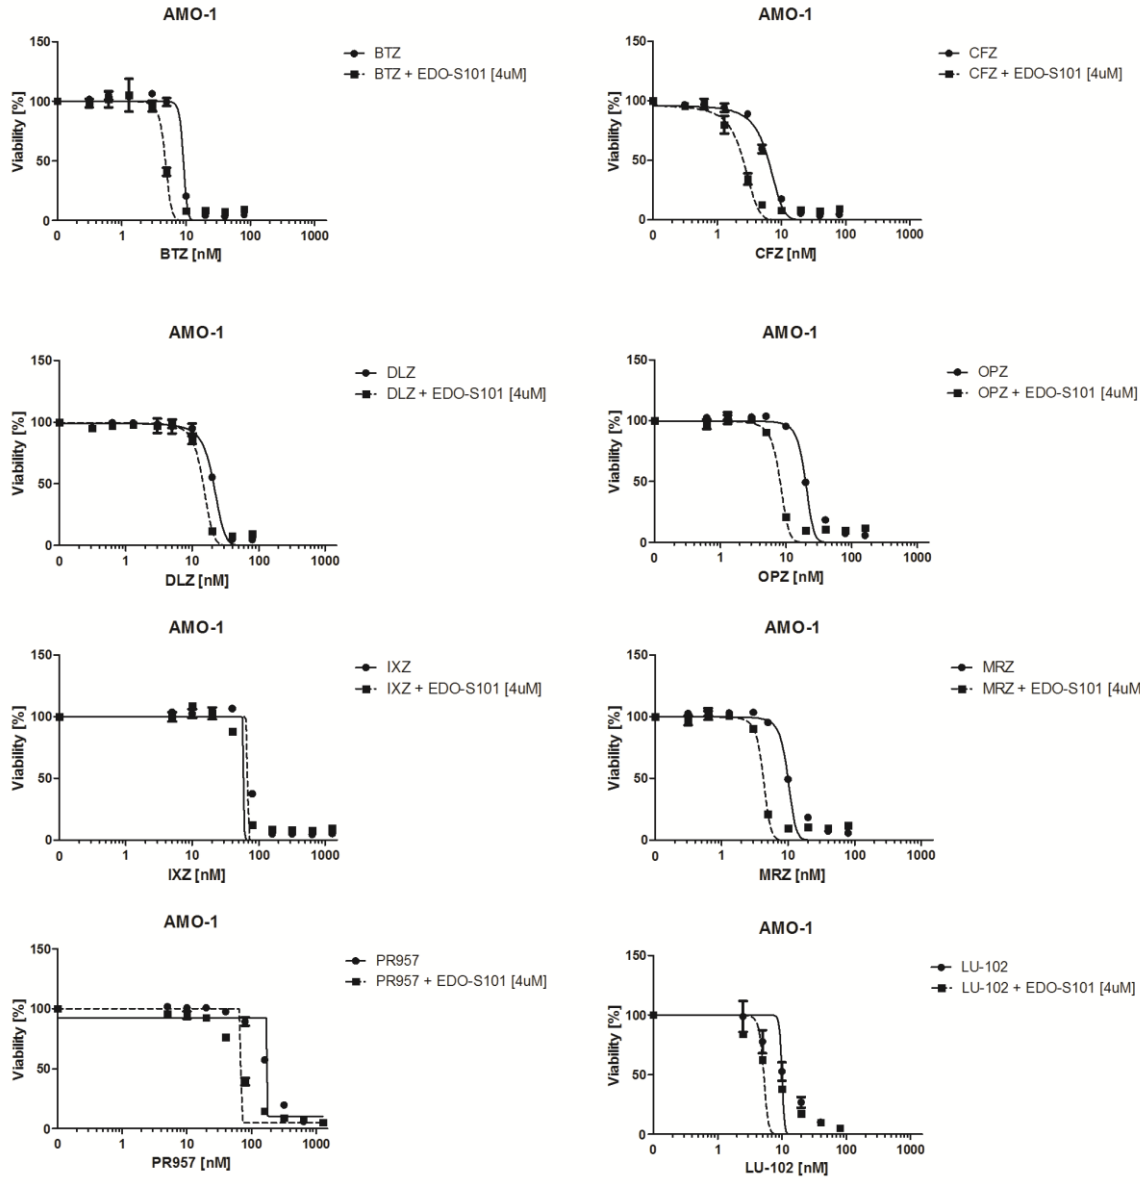 AMO-1
150
100
50
0
Viability [%]
0 1 10 100 1000
BTZ [nM]
BTZ
BTZ + EDO-S101 [4uM]
AMO-1
150
100
50
0
Viability [%]
0 1 10 100 1000
CFZ [nM]
CFZ
CFZ + EDO-S101 [4uM]
AMO-1
150
100
50
0
Viability [%]
0 1 10 100 1000
DLZ [nM]
DLZ
DLZ + EDO-S101 [4uM]
AMO-1
150
100
50
0
Viability [%]
0 1 10 100 1000
OPZ [nM]
OPZ
OPZ + EDO-S101 [4uM]
AMO-1
150
100
50
0
Viability [%]
0 1 10 100 1000
IXZ [nM]
IXZ
IXZ + EDO-S101 [4uM]
AMO-1
150
100
50
0
Viability [%]
0 1 10 100 1000
MRZ [nM]
MRZ
MRZ + EDO-S101 [4uM
AMO-1
150
100
50
0
Viability [%]
0 1 10 100 1000
PR957 [nM]
PR957
PR957 + EDO-S101 [4uM]
AMO-1
150
100
50
0
Viability [%]
0 1 10 100 1000
LU-102 [nM]
LU-102
LU-102 + EDO-S101 [4uM]